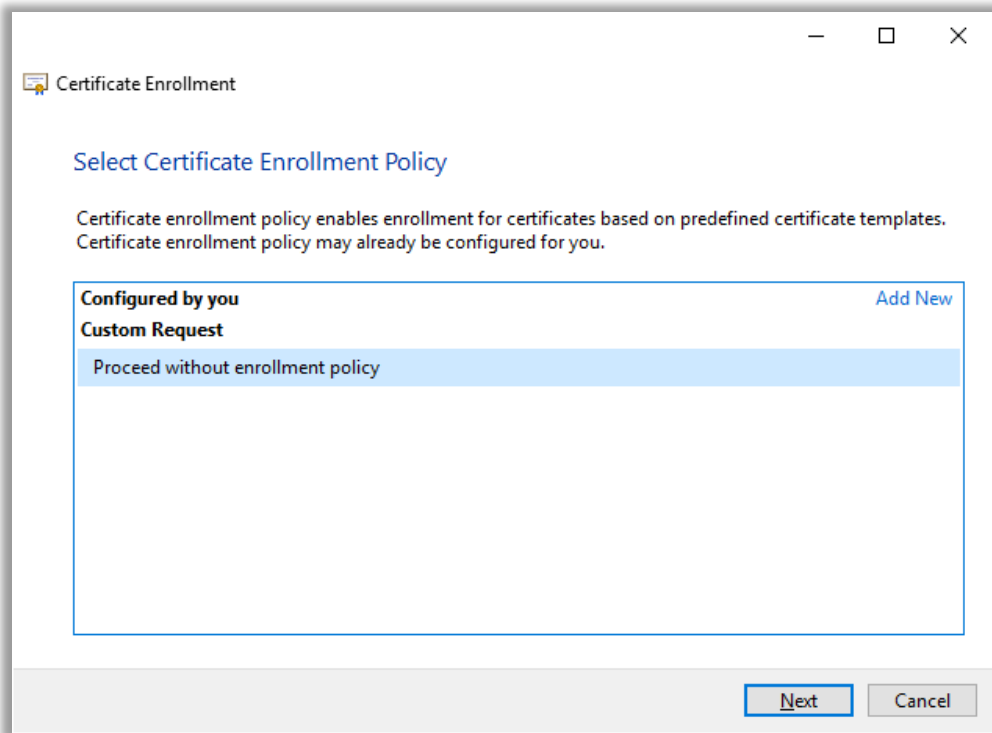 Certificate Enrollment
Select Certificate Enrollment Policy
Certificate enrollment policy enables enrollment for certificates based on predefined certificate templates.
Certificate enrollment policy may already be configured for you.
Configured by you Add New
Custom Request
Proceed without enrollment policy
Next Cancel